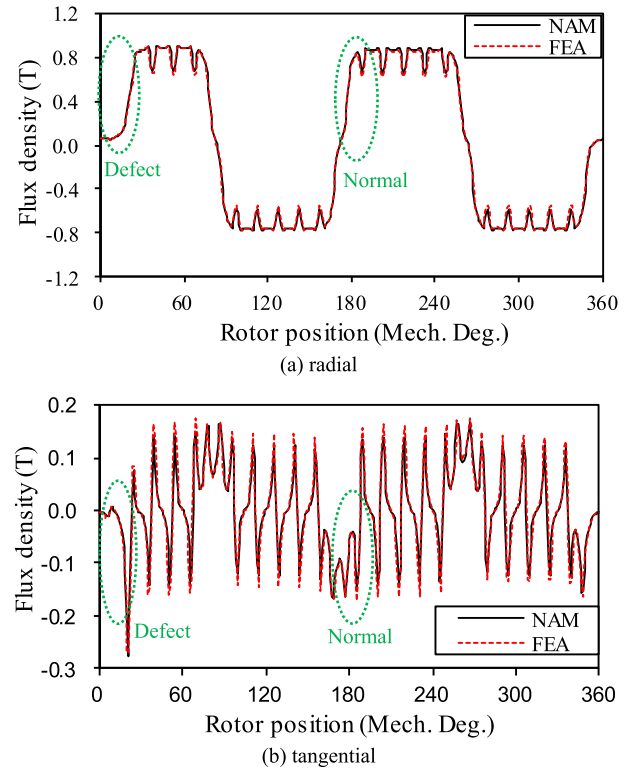 1.2
0.8
0.4
0.0
-0.4
-0.8
-1.2
Flux density (T)
NAM
FEA
Defect
Normal
0 60 120 180 240 300 360
Rotor position (Mech. Deg.)
(a) radial
0.2
0.1
0.0
-0.1
-0.2
-0.3
Flux density (T)
Defect
Normal
NAM
FEA
0 60 120 180 240 300 360
Rotor position (Mech. Deg.)
(b) tangential